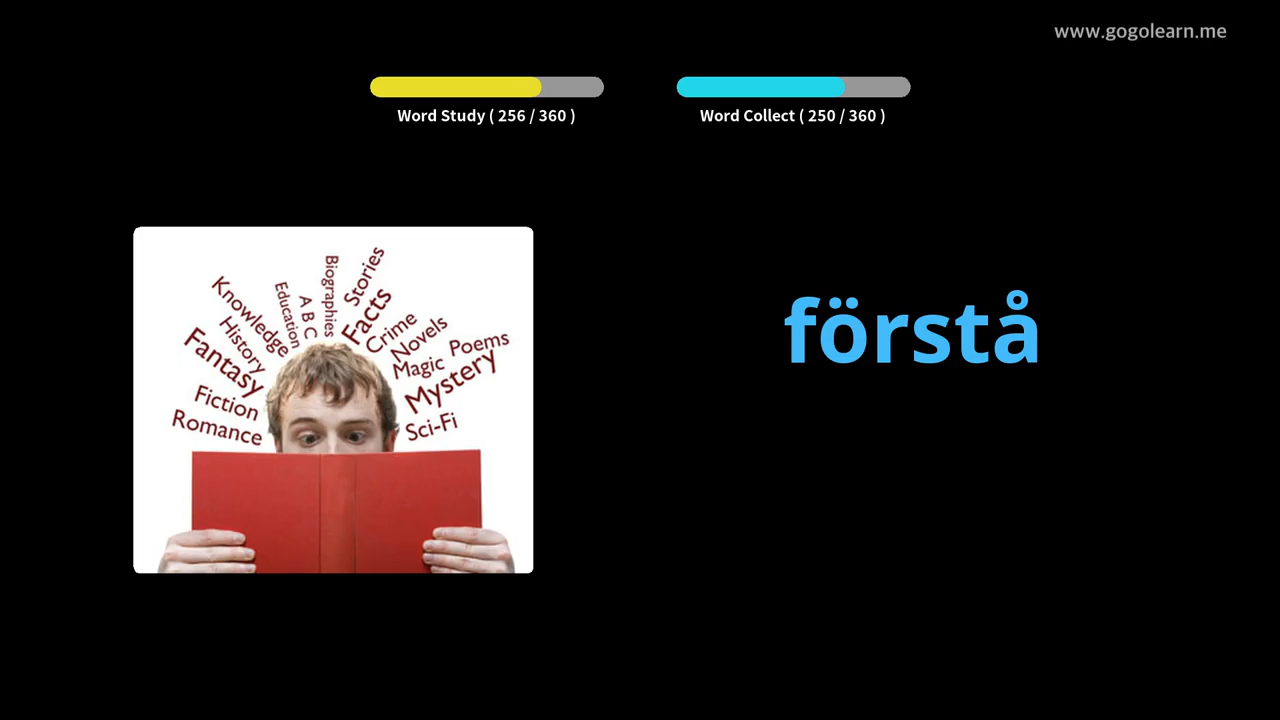 www.gogolearn.me
Word Study ( 256 / 360 )
Word Collect ( 250 / 360 )
förstå
Romance
Fiction
Fantasy
History
Knowledge
Education
A B C
Biographies
Stories
Facts
Crime
Novels
Magic
Poems
Mystery
Sci-Fi